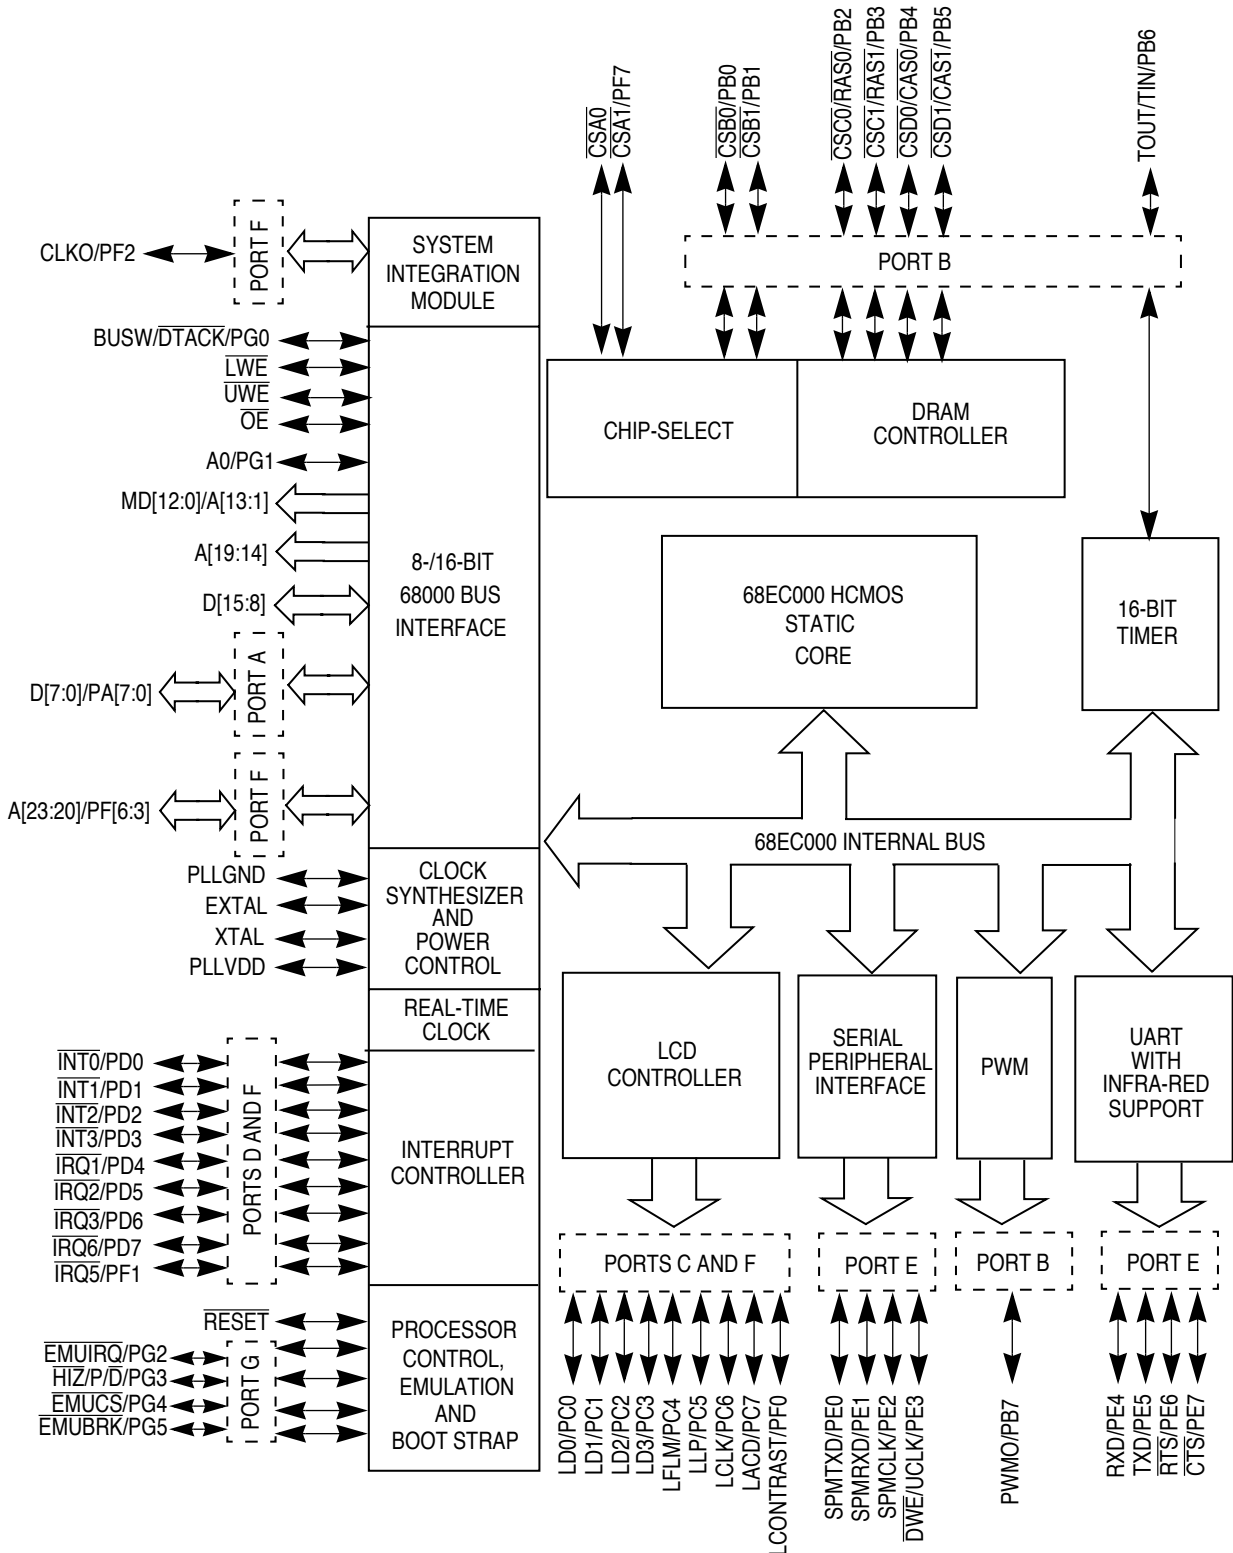 CSA0
CSA1/PF7
CSB0/PB0
CSB1/PB1
CSC0/RAS0/PB2
CSC1/RAS1/PB3
CSD0/CAS0/PB4
CSD1/CAS1/PB5
TOUT/TIN/PB6
PORT B
CLKO/PF2
PORT F
SYSTEM
INTEGRATION
MODULE
BUSW/DTACK/PG0
LWE
UWE
OE
A0/PG1
MD[12:0]/A[13:1]
A[19:14]
D[15:8]
D[7:0]/PA[7:0]
PORT A
A[23:20]/PF[6:3]
PORT F
8-/16-BIT
68000 BUS
INTERFACE
CHIP-SELECT
DRAM
CONTROLLER
68EC000 HCMOS
STATIC
CORE
16-BIT
TIMER
68EC000 INTERNAL BUS
PLLGND
EXTAL
XTAL
PLLVDD
CLOCK
SYNTHESIZER
AND
POWER
CONTROL
REAL-TIME
CLOCK
INT0/PD0
INT1/PD1
INT2/PD2
INT3/PD3
IRQ1/PD4
IRQ2/PD5
IRQ3/PD6
IRQ6/PD7
IRQ5/PF1
PORTS D AND F
INTERRUPT
CONTROLLER
RESET
EMUIRQ/PG2
HIZ/P/D/PG3
EMUCS/PG4
EMUBRK/PG5
PORT G
PROCESSOR
CONTROL,
EMULATION
AND
BOOT STRAP
LCD
CONTROLLER
SERIAL
PERIPHERAL
INTERFACE
PWM
UART
WITH
INFRA-RED
SUPPORT
PORTS C AND F
PORT E
PORT B
PORT E
LD0/PC0
LD1/PC1
LD2/PC2
LD3/PC3
LFLM/PC4
LLP/PC5
LCLK/PC6
LACD/PC7
LCONTRAST/PF0
SPMTXD/PE0
SPMRXD/PE1
SPMCLK/PE2
DWE/UCLK/PE3
PWMO/PB7
RXD/PE4
TXD/PE5
RTS/PE6
CTS/PE7